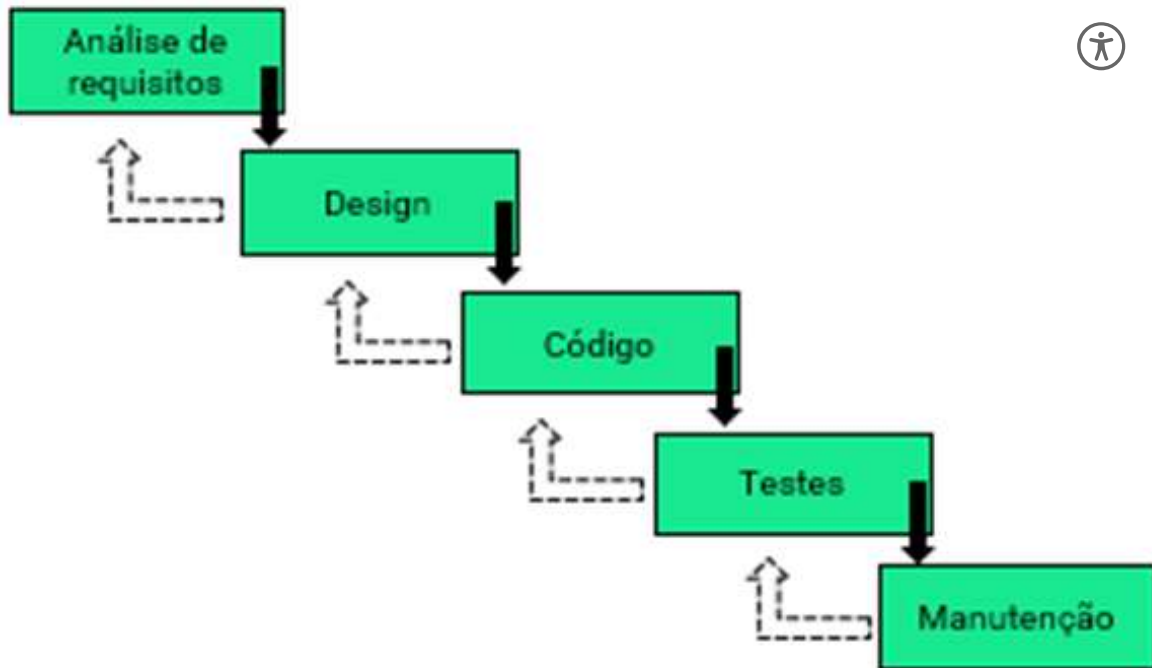 Análise de
requisitos
Design
Código
Testes
Manutenção